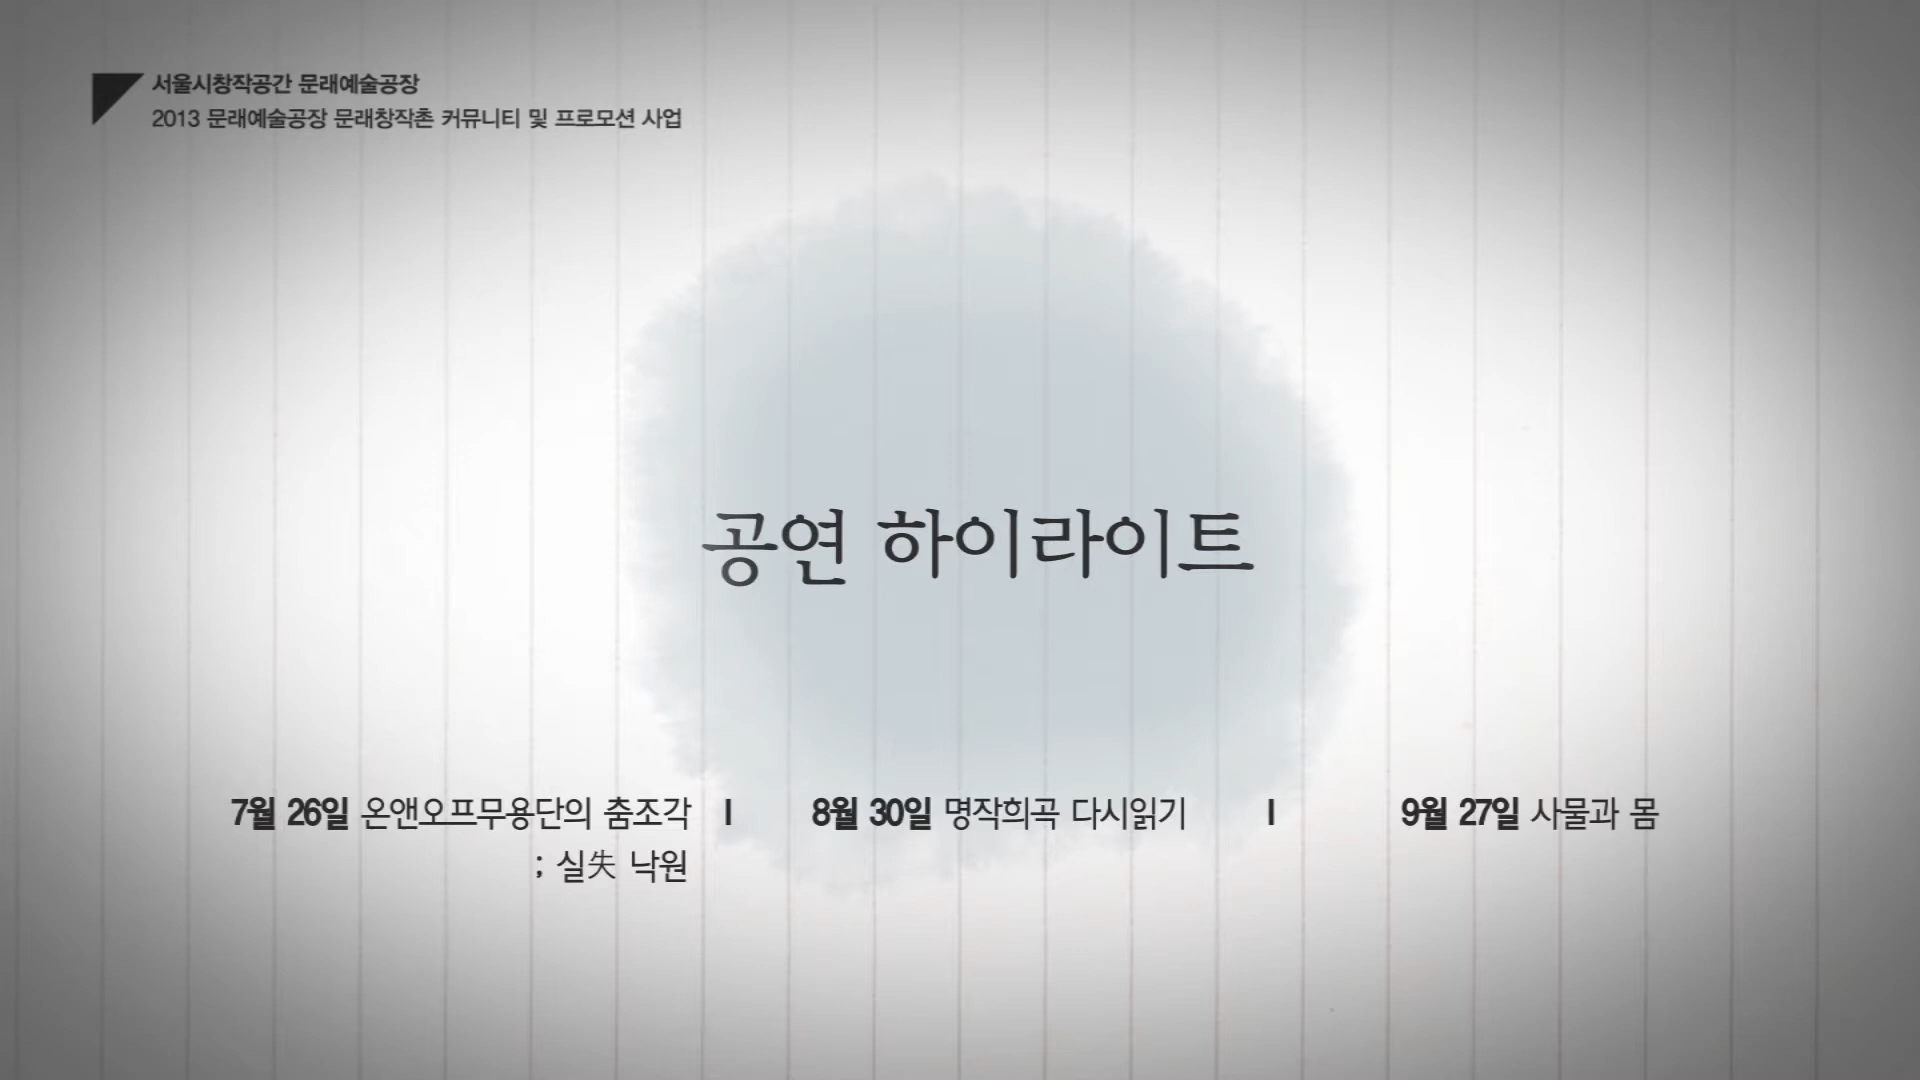 서울시창작공간 문래예술공장
2013 문래예술공장 문래창작촌 커뮤니티 및 프로모션 사업
공연 하이라이트
7월 26일 온앤오프무용단의 춤조각 | 8월 30일 명작희곡 다시읽기 | 9월 27일 사물과 몸
; 실失 낙원